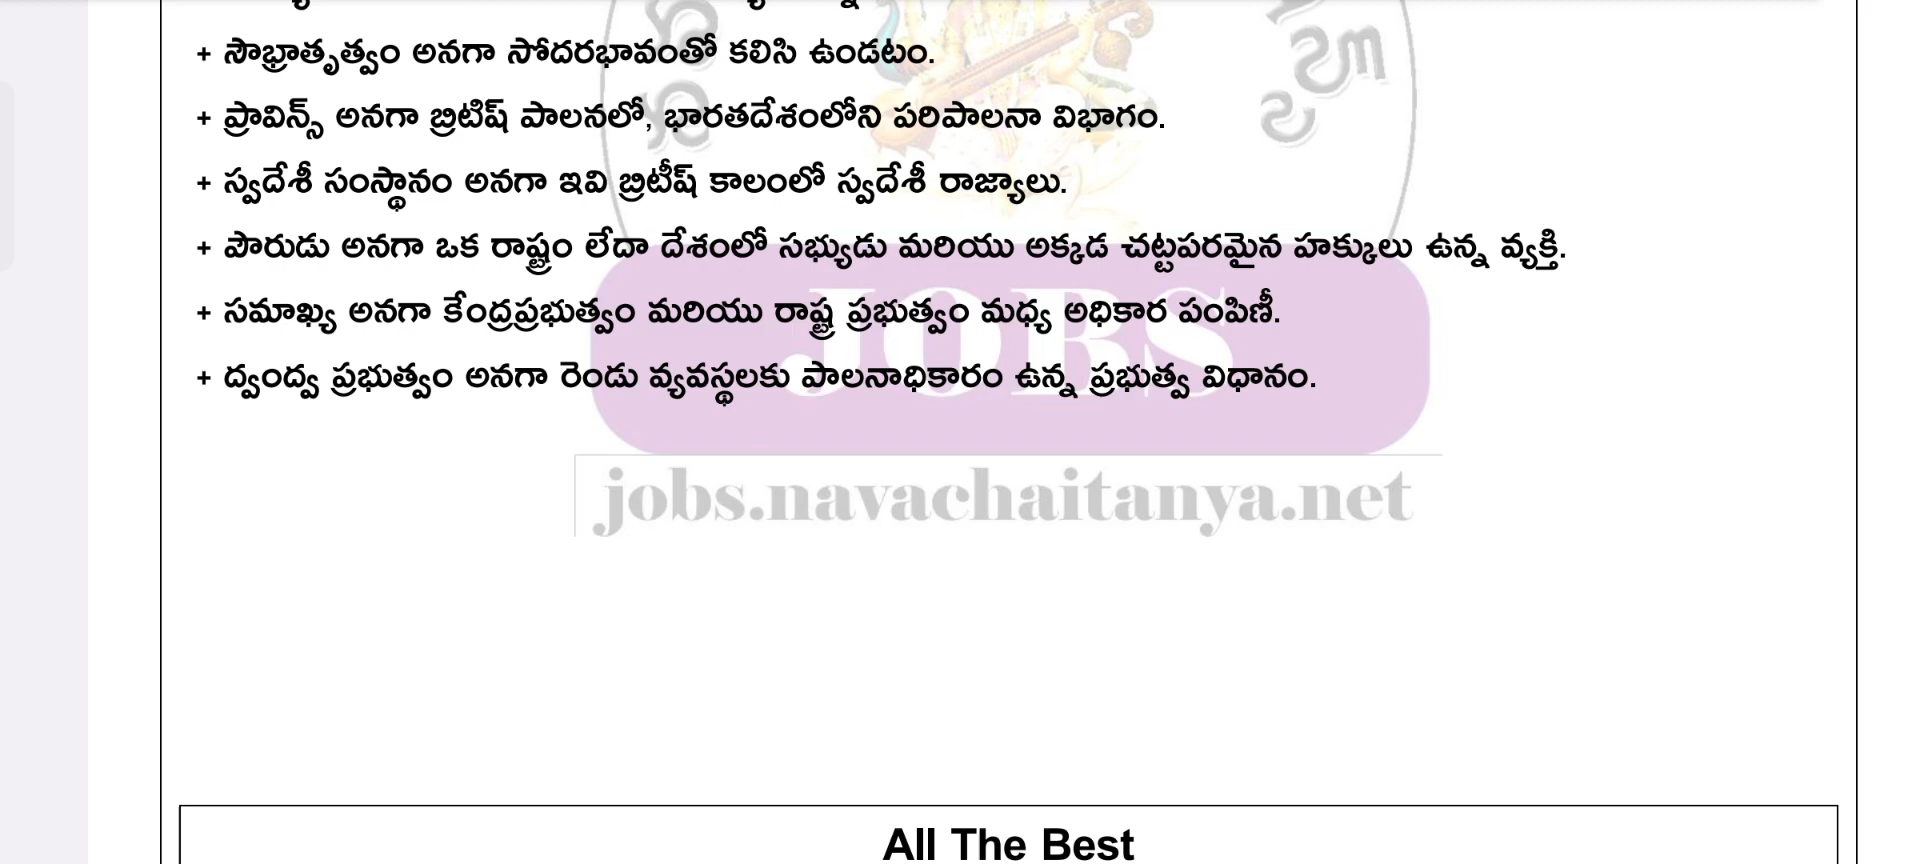 + సౌభ్రాతృత్వం అనగా సోదరభావంతో కలిసి ఉండటం.
+ ప్రావిన్స్ అనగా బ్రిటిష్ పాలనలో, భారతదేశంలోని పరిపాలనా విభాగం.
+ స్వదేశీ సంస్థానం అనగా ఇవి బ్రిటీష్ కాలంలో స్వదేశీ రాజ్యాలు.
+ పౌరుడు అనగా ఒక రాష్ట్రం లేదా దేశంలో సభ్యుడు మరియు అక్కడ చట్టపరమైన హక్కులు ఉన్న వ్యక్తి.
+ సమాఖ్య అనగా కేంద్రప్రభుత్వం మరియు రాష్ట్ర ప్రభుత్వం మధ్య అధికార పంపిణీ.
+ ద్వంద్వ ప్రభుత్వం అనగా రెండు వ్యవస్థలకు పాలనాధికారం ఉన్న ప్రభుత్వ విధానం.
JOBS
jobs.navachaitanya.net
All The Best